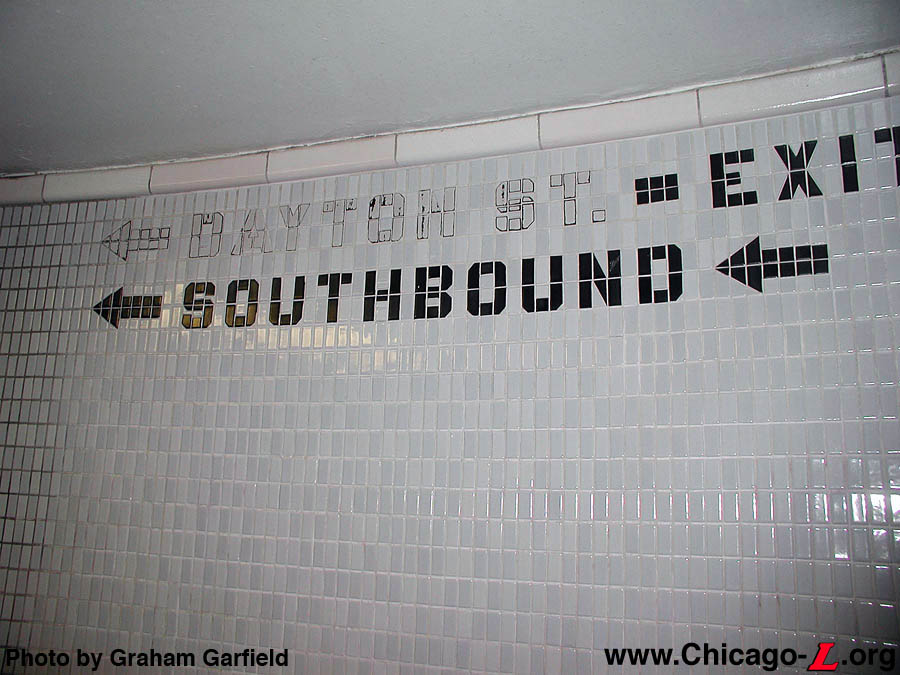 ← DAYTON ST. - EXIT
← SOUTHBOUND ←
Photo by Graham Garfield
www.Chicago-L.org